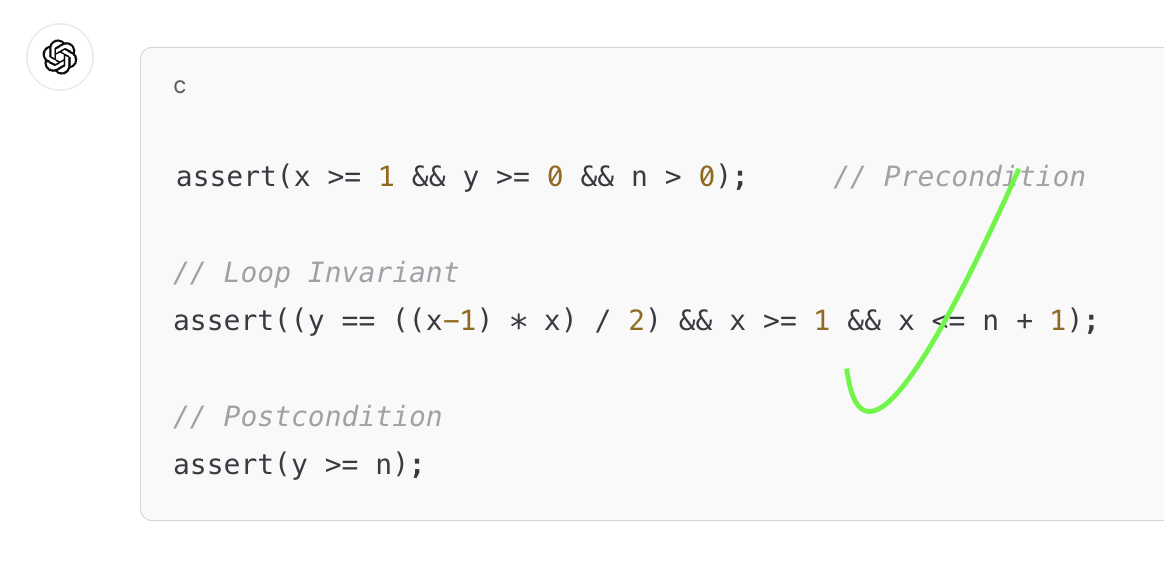 C
assert(x >= 1 && y >= 0 && n > 0);     // Precondition
// Loop Invariant
assert((y == ((x-1) * x) / 2) && x >= 1 && x <= n + 1);
// Postcondition
assert(y >= n);